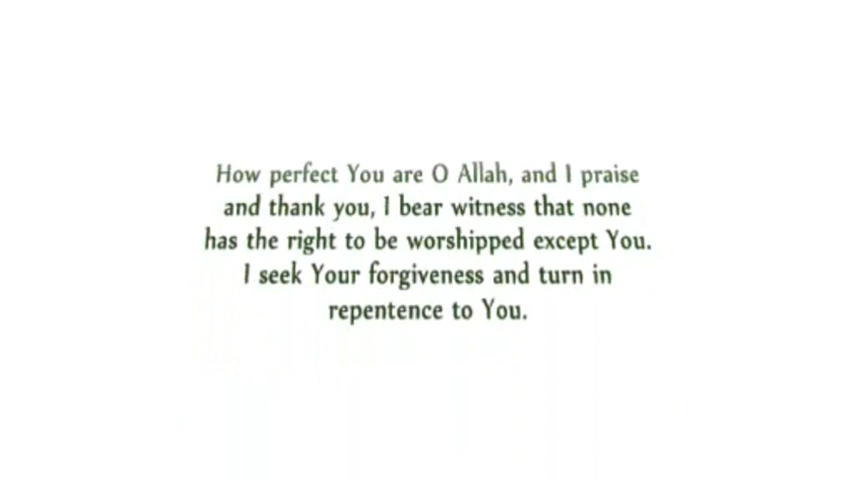 How perfect You are O Allah, and I praise
and thank you, I bear witness that none
has the right to be worshipped except You.
I seek Your forgiveness and turn in
repentence to You.